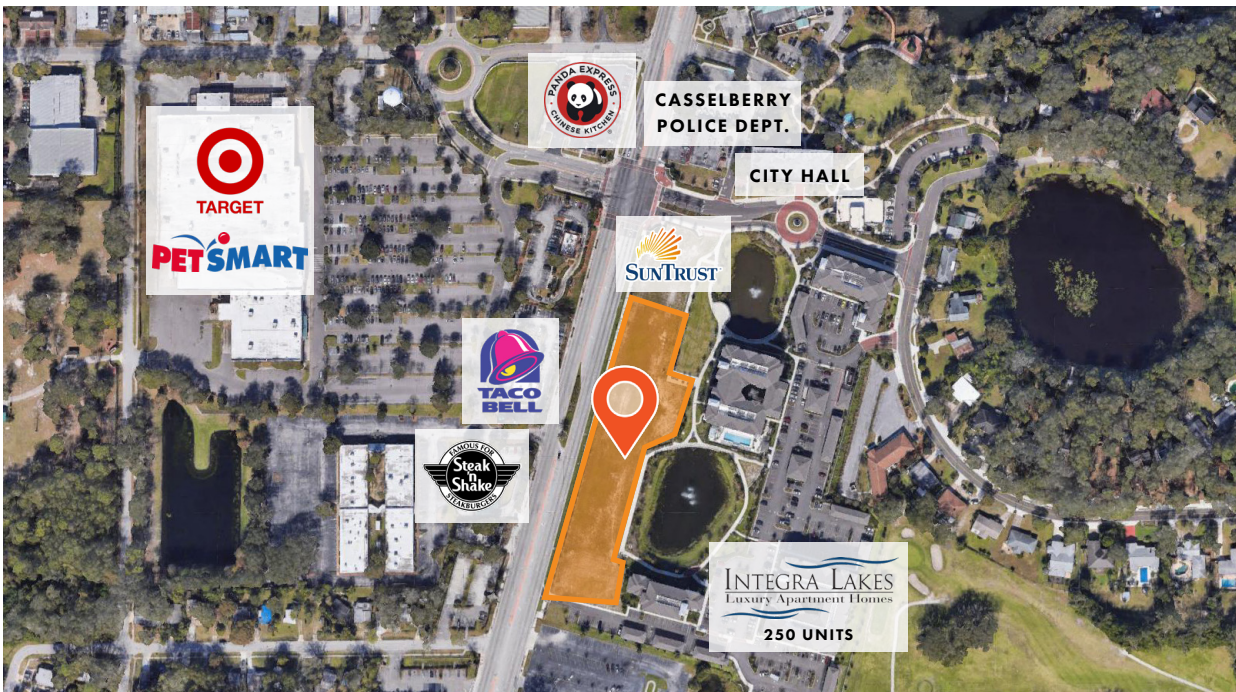 PANDA EXPRESS
CHINESE KITCHEN
CASSELBERRY
POLICE DEPT.
CITY HALL
TARGET
PETSMART
SUNTRUST
TACO
BELL
FAMOUS FOR
Steak
'n
Shake
STEAKBURGERS
INTEGRA LAKES
Luxury Apartment Homes
250 UNITS